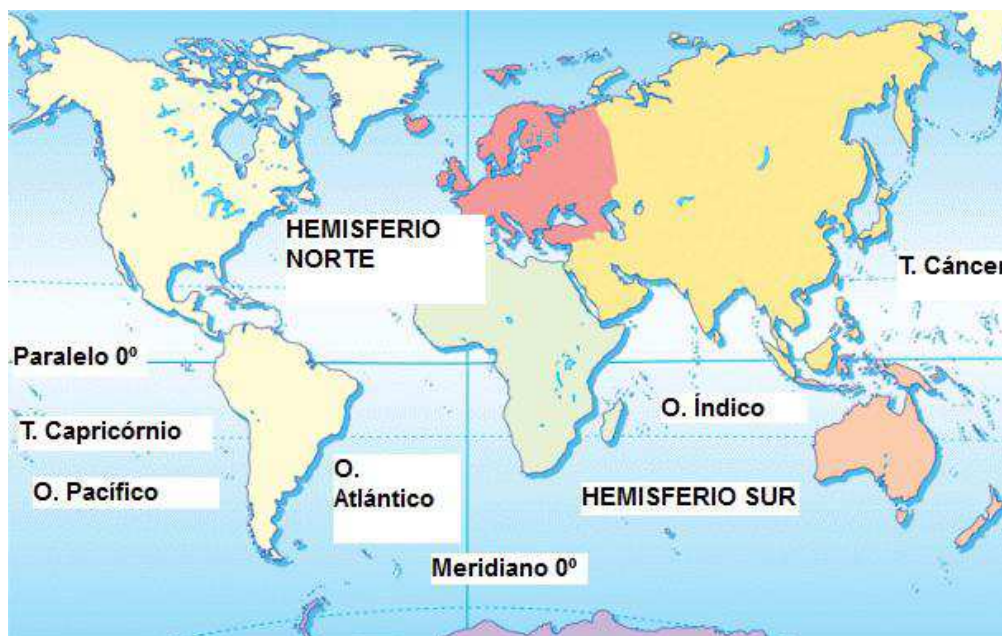 HEMISFERIO
NORTE
T. Cáncer
Paralelo 0º
O. Índico
T. Capricórnio
O.
Atlántico
O. Pacífico
HEMISFERIO SUR
Meridiano 0º